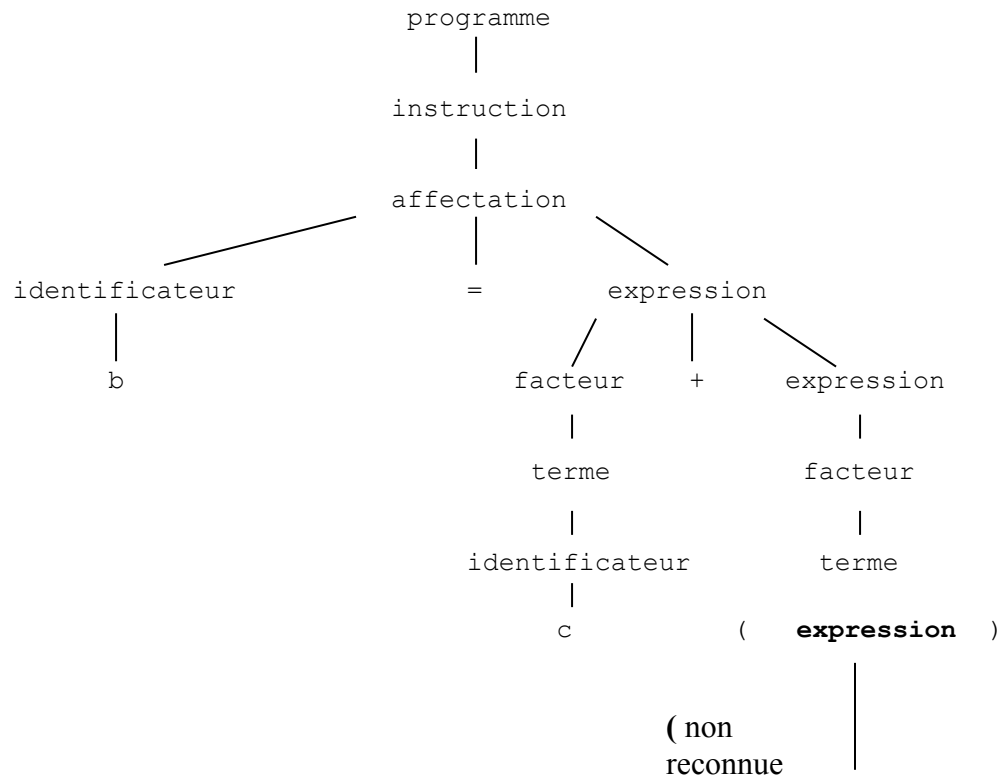 programme
instruction
affectation
identificateur = expression
b facteur + expression
terme facteur
identificateur terme
c ( expression )
( non
reconnue